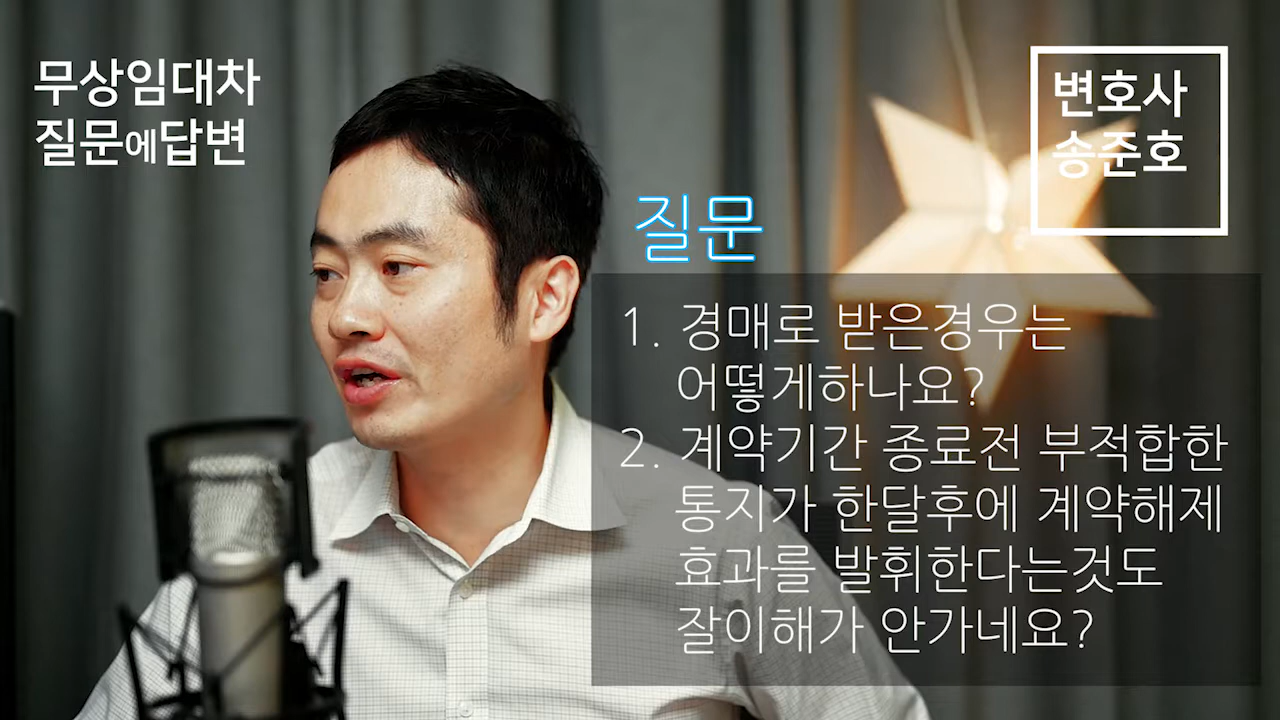 무상임대차
질문에답변
변호사
송준호
질문
1. 경매로 받은경우는
어떻게하나요?
2. 계약기간 종료전 부적합한
통지가 한달후에 계약해제
효과를 발휘한다는것도
잘이해가 안가네요?